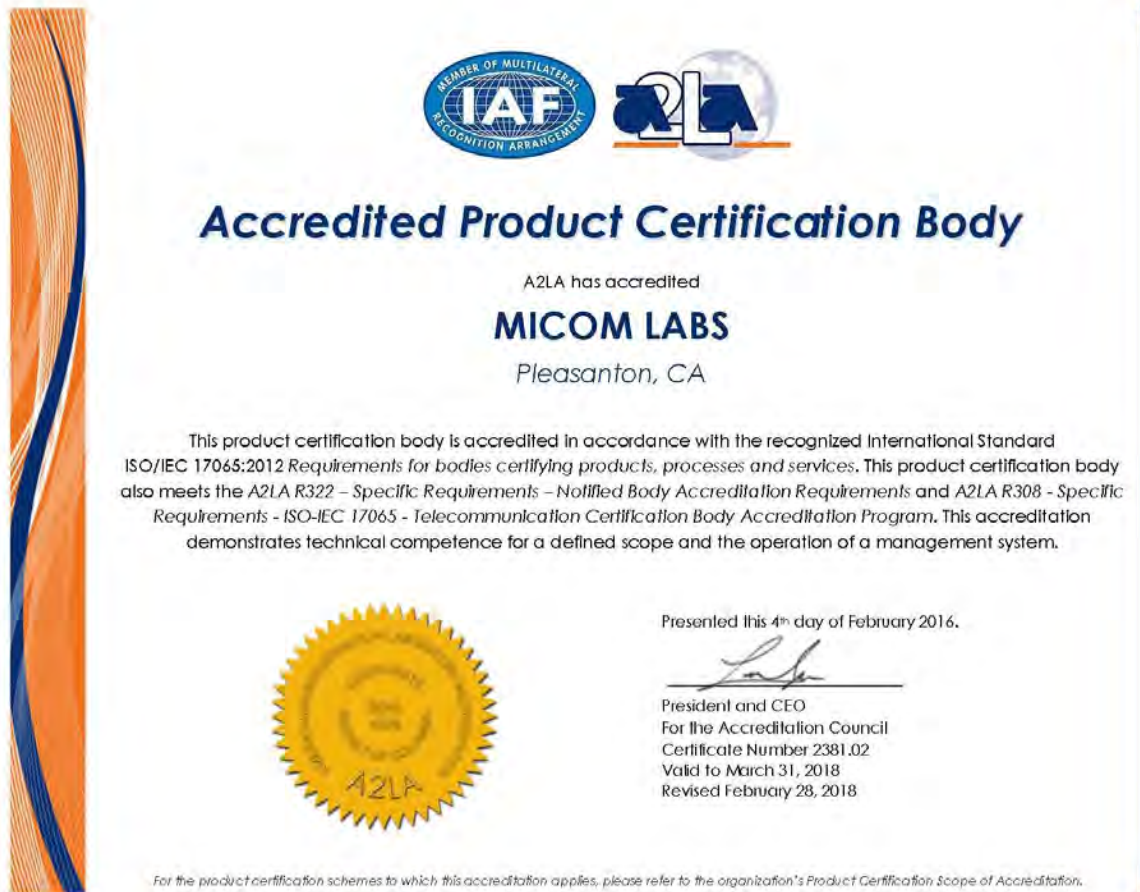 MEMBER OF MULTILATERAL
IAF
RECOGNITION ARRANGEMENT
a2La
Accredited Product Certification Body
A2LA has accredited
MICOM LABS
Pleasanton, CA
This product certification body is accredited in accordance with the recognized International Standard
ISO/IEC 17065:2012 Requirements for bodies certifying products, processes and services. This product certification body
also meets the A2LA R322 – Specific Requirements – Notified Body Accreditation Requirements and A2LA R308 - Specific
Requirements - ISO-IEC 17065 - Telecommunication Certification Body Accreditation Program. This accreditation
demonstrates technical competence for a defined scope and the operation of a management system.
Presented this 4th day of February 2016.
President and CEO
For the Accreditation Council
Certificate Number 2381.02
Valid to March 31, 2018
Revised February 28, 2018
A2LA
For the product certification schemes to which this accreditation applies, please refer to the organization's Product Certification Scope of Accreditation.